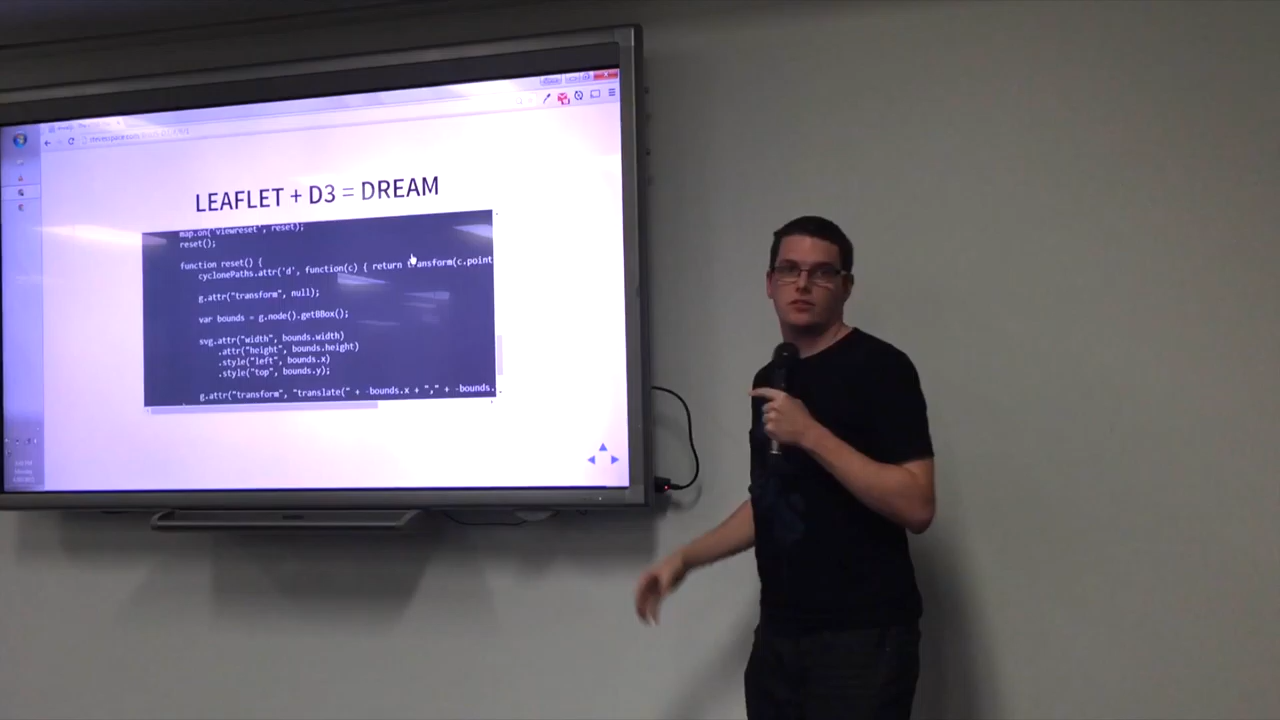 LEAFLET + D3 = DREAM
map.on('viewreset', reset);
reset();
function reset() {
cyclonePaths.attr('d', function(c) { return transform(c.point
g.attr("transform", null);
var bounds = g.node().getBBox();
svg.attr("width", bounds.width)
.attr("height", bounds.height)
.style("left", bounds.x)
.style("top", bounds.y);
g.attr("transform", "translate(" + -bounds.x + "," + -bounds.